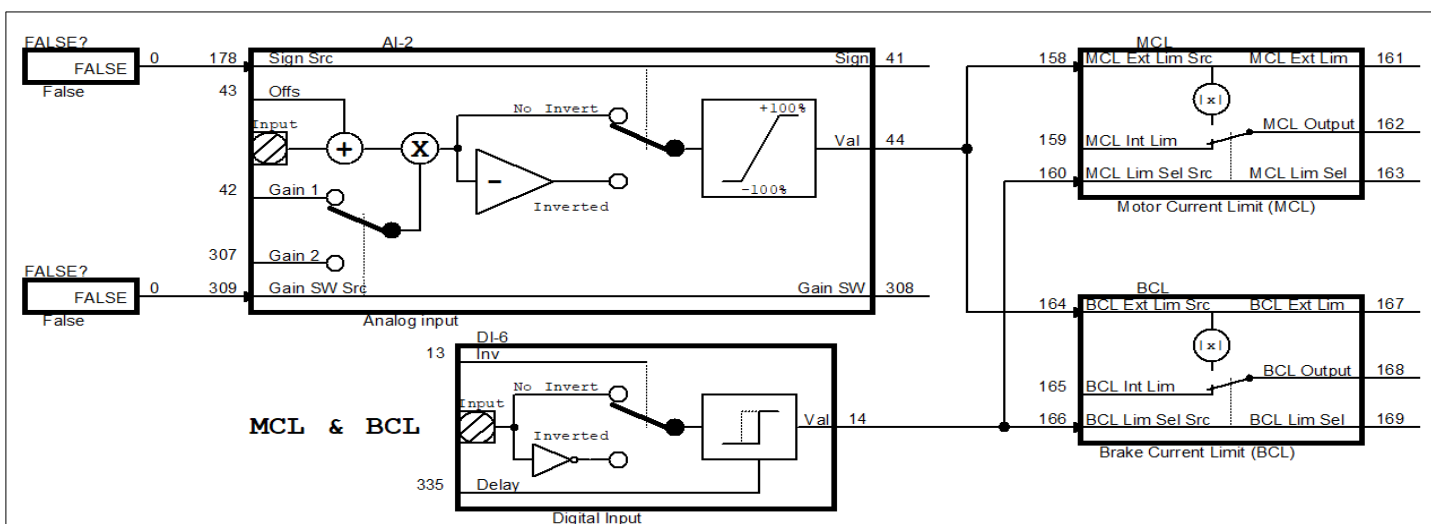 FALSE?
FALSE
0
False
AI-2
178
Sign Src
Sign
41
43
Offs
Input
+
X
No Invert
-
Inverted
+100%
-100%
Val
44
42
Gain 1
307
Gain 2
FALSE?
FALSE
0
False
309
Gain SW Src
Gain SW
308
Analog input
DI-6
13
Inv
No Invert
Input
Inverted
Val
14
MCL & BCL
335
Delay
Digital Input
MCL
158
MCL Ext Lim Src
MCL Ext Lim
161
|x|
159
MCL Int Lim
MCL Output
162
160
MCL Lim Sel Src
MCL Lim Sel
163
Motor Current Limit (MCL)
BCL
164
BCL Ext Lim Src
BCL Ext Lim
167
|x|
165
BCL Int Lim
BCL Output
168
166
BCL Lim Sel Src
BCL Lim Sel
169
Brake Current Limit (BCL)